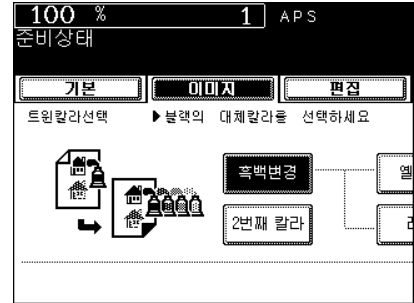 100 % 1 APS
준비상태
기본 이미지 편집
트윈칼라선택 ▶블랙의 대체칼라를 선택하세요
흑백변경
2번째 칼라